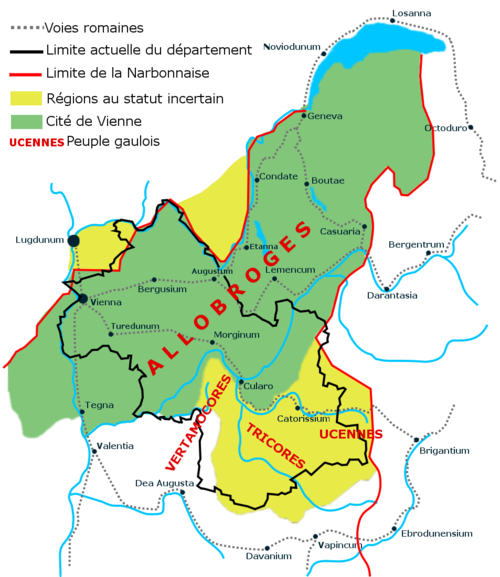 Voies romaines
Limite actuelle du département
Limite de la Narbonnaise
Régions au statut incertain
Cité de Vienne
UCENNES Peuple gaulois
Losanna
Noviodunum
Geneva
Octoduro
Condate
Boutae
Lugdunum
Casuaria
Etanna
Bergentrum
Augustum
Lemencum
Bergusium
Darantasia
Vienna
ALLOBROGES
Turedunum
Morginum
Cularo
Tegna
Catorissium
VERTAMOCORES
TRICORES
UCENNES
Valentia
Brigantium
Dea Augusta
Ebrodunensium
Vapincum
Davanium